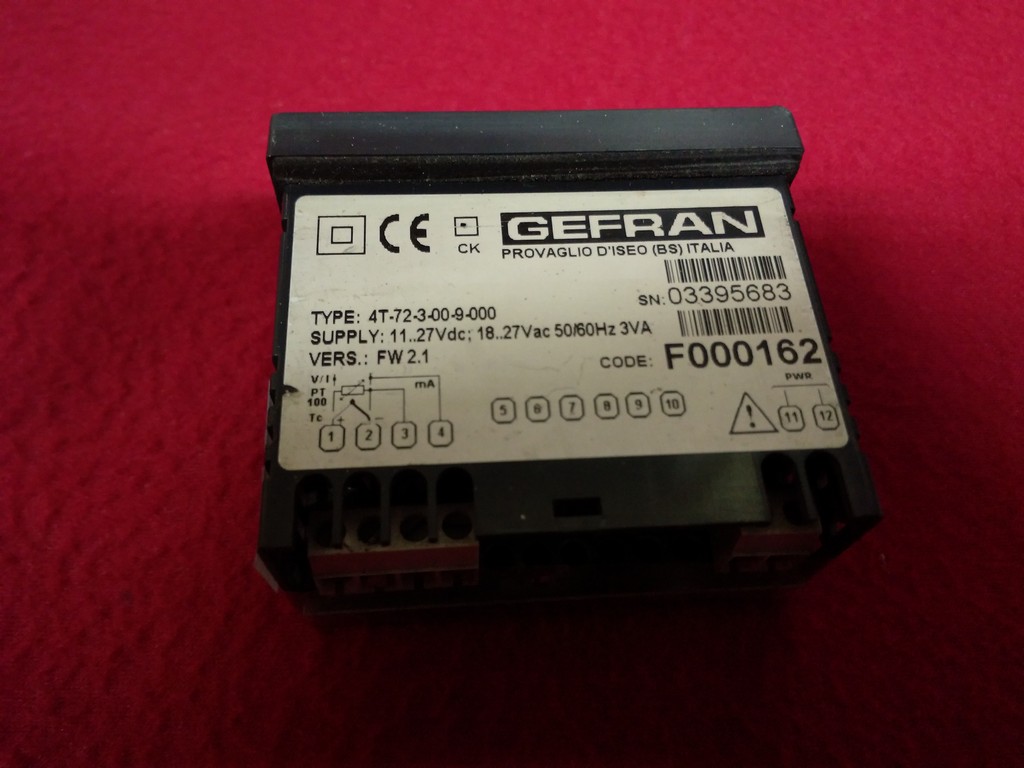 CE
CK
GEFRAN
PROVAGLIO D'ISEO (BS) ITALIA
SN: 03395683
TYPE: 4T-72-3-00-9-000
SUPPLY: 11..27Vdc; 18..27Vac 50/60Hz 3VA
VERS.: FW 2.1
CODE: F000162
V/I
mA
PWR
PT
100
Tc + -
1 2 3 4 5 6 7 8 9 10 11 12